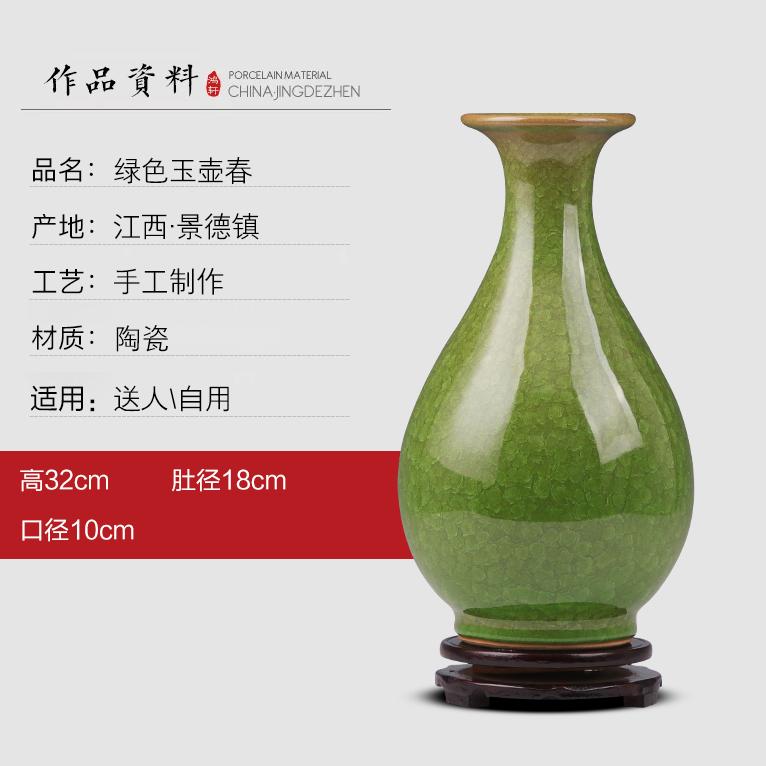 作品資料
鴻轩
PORCELAIN MATERIAL
CHINA·JINGDEZHEN
品名：绿色玉壶春
产地：江西·景德镇
工艺：手工制作
材质：陶瓷
适用：送人\自用
高32cm 肚径18cm
口径10cm